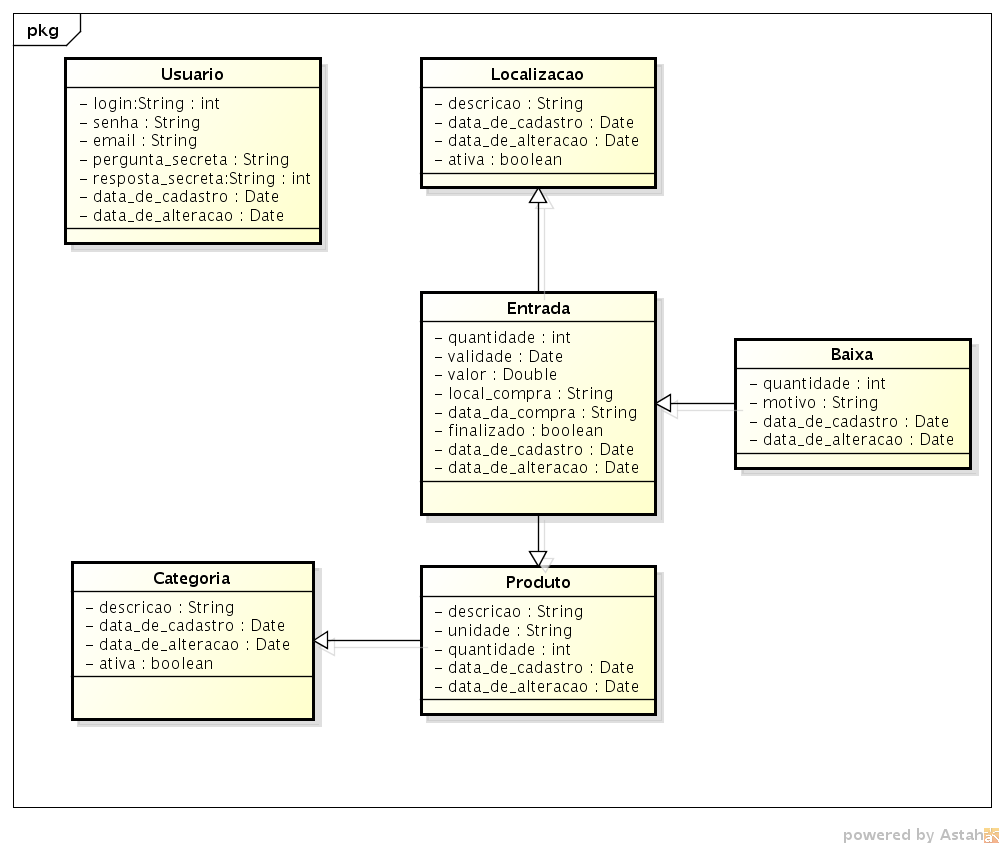 pkg
Usuario
- login:String : int
- senha : String
- email : String
- pergunta_secreta : String
- resposta_secreta:String : int
- data_de_cadastro : Date
- data_de_alteracao : Date
Localizacao
- descricao : String
- data_de_cadastro : Date
- data_de_alteracao : Date
- ativa : boolean
Entrada
- quantidade : int
- validade : Date
- valor : Double
- local_compra : String
- data_da_compra : String
- finalizado : boolean
- data_de_cadastro : Date
- data_de_alteracao : Date
Baixa
- quantidade : int
- motivo : String
- data_de_cadastro : Date
- data_de_alteracao : Date
Categoria
- descricao : String
- data_de_cadastro : Date
- data_de_alteracao : Date
- ativa : boolean
Produto
- descricao : String
- unidade : String
- quantidade : int
- data_de_cadastro : Date
- data_de_alteracao : Date
powered by Astah